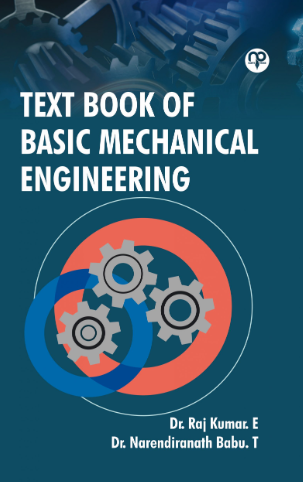 TEXT BOOK OF
BASIC MECHANICAL
ENGINEERING
Dr. Raj Kumar. E
Dr. Narendiranath Babu. T